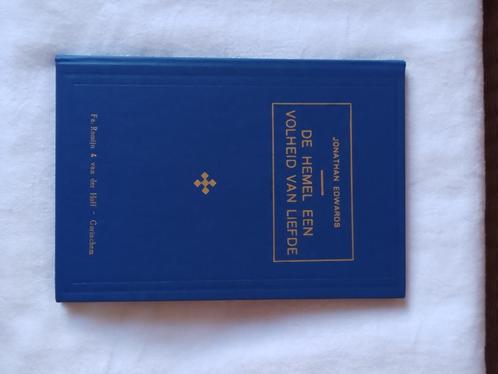 JONATHAN EDWARDS
DE HEMEL EEN
VOLHEID VAN LIEFDE
Fa. Romijn & van der Hoff - Gorinchem